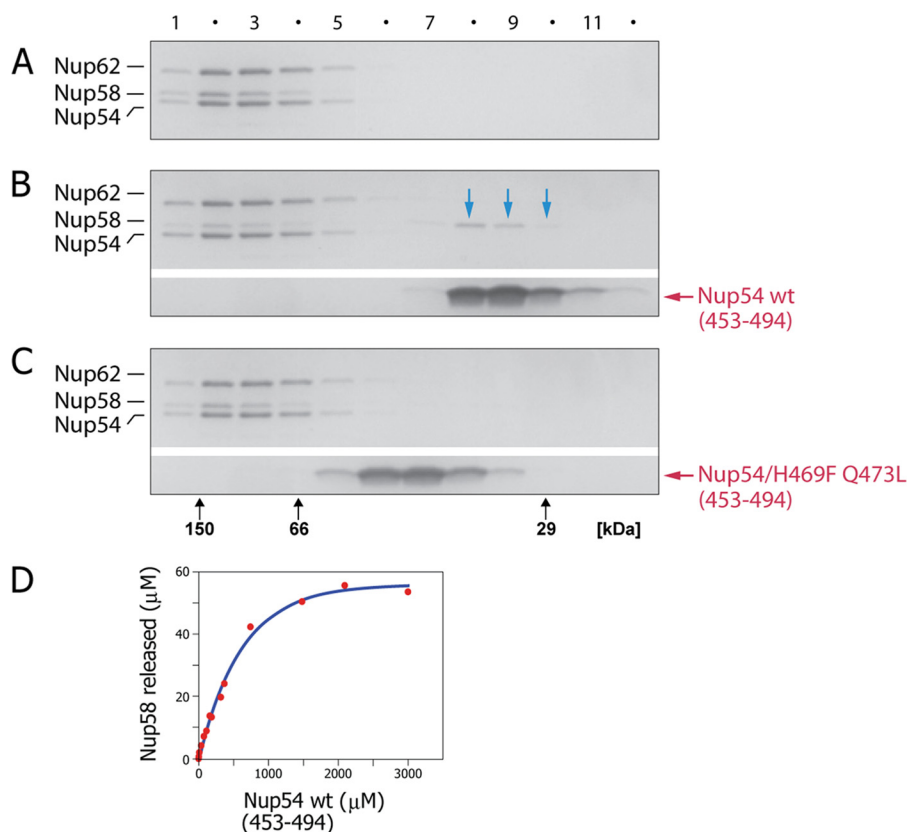 1 • 3 • 5 • 7 • 9 • 11 •
A
Nup62
Nup58
Nup54
B
Nup62
Nup58
Nup54
Nup54 wt
(453-494)
C
Nup62
Nup58
Nup54
Nup54/H469F Q473L
(453-494)
150 66 29 [kDa]
D
Nup58 released (μM)
60
40
20
0
0 1000 2000 3000
Nup54 wt (μM)
(453-494)